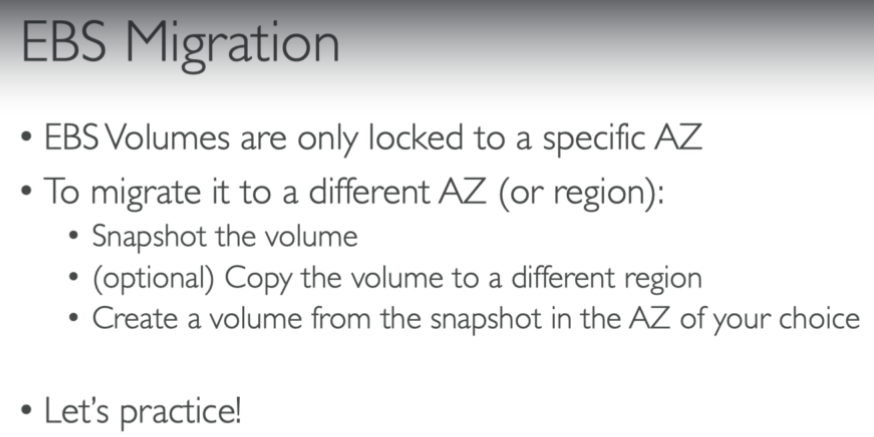 EBS Migration
• EBS Volumes are only locked to a specific AZ
• To migrate it to a different AZ (or region):
• Snapshot the volume
• (optional) Copy the volume to a different region
• Create a volume from the snapshot in the AZ of your choice
• Let's practice!